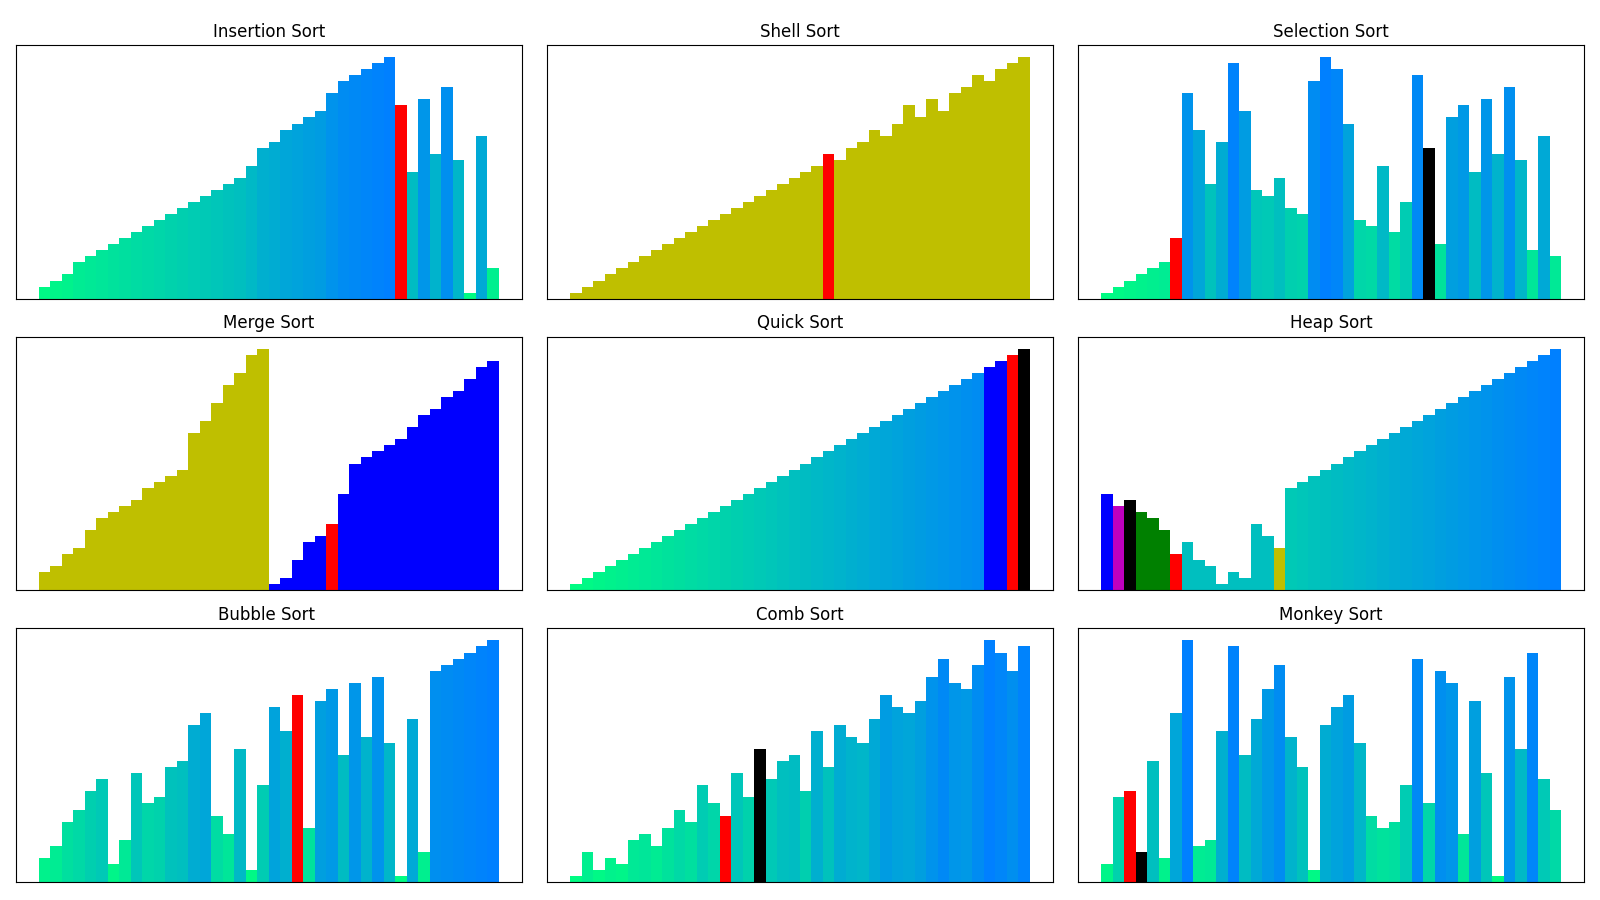 Insertion Sort
Shell Sort
Selection Sort
Merge Sort
Quick Sort
Heap Sort
Bubble Sort
Comb Sort
Monkey Sort